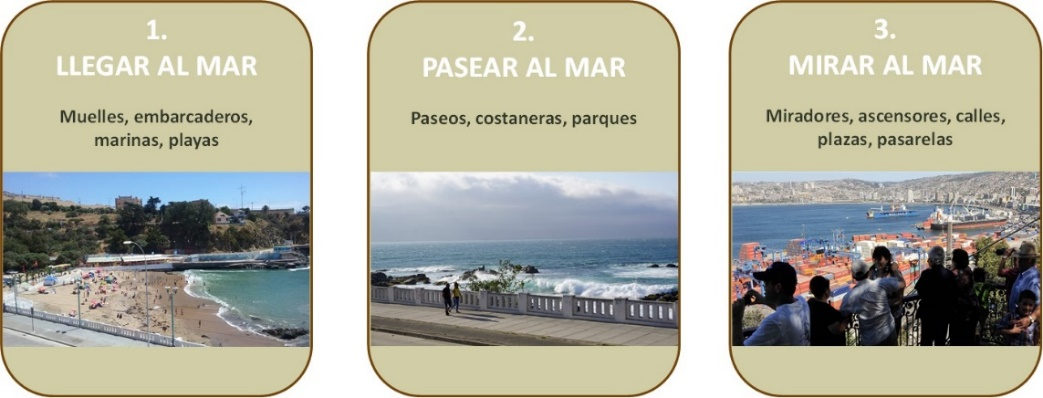 1.
LLEGAR AL MAR
Muelles, embarcaderos,
marinas, playas
2.
PASEAR AL MAR
Paseos, costaneras, parques
3.
MIRAR AL MAR
Miradores, ascensores, calles,
plazas, pasarelas